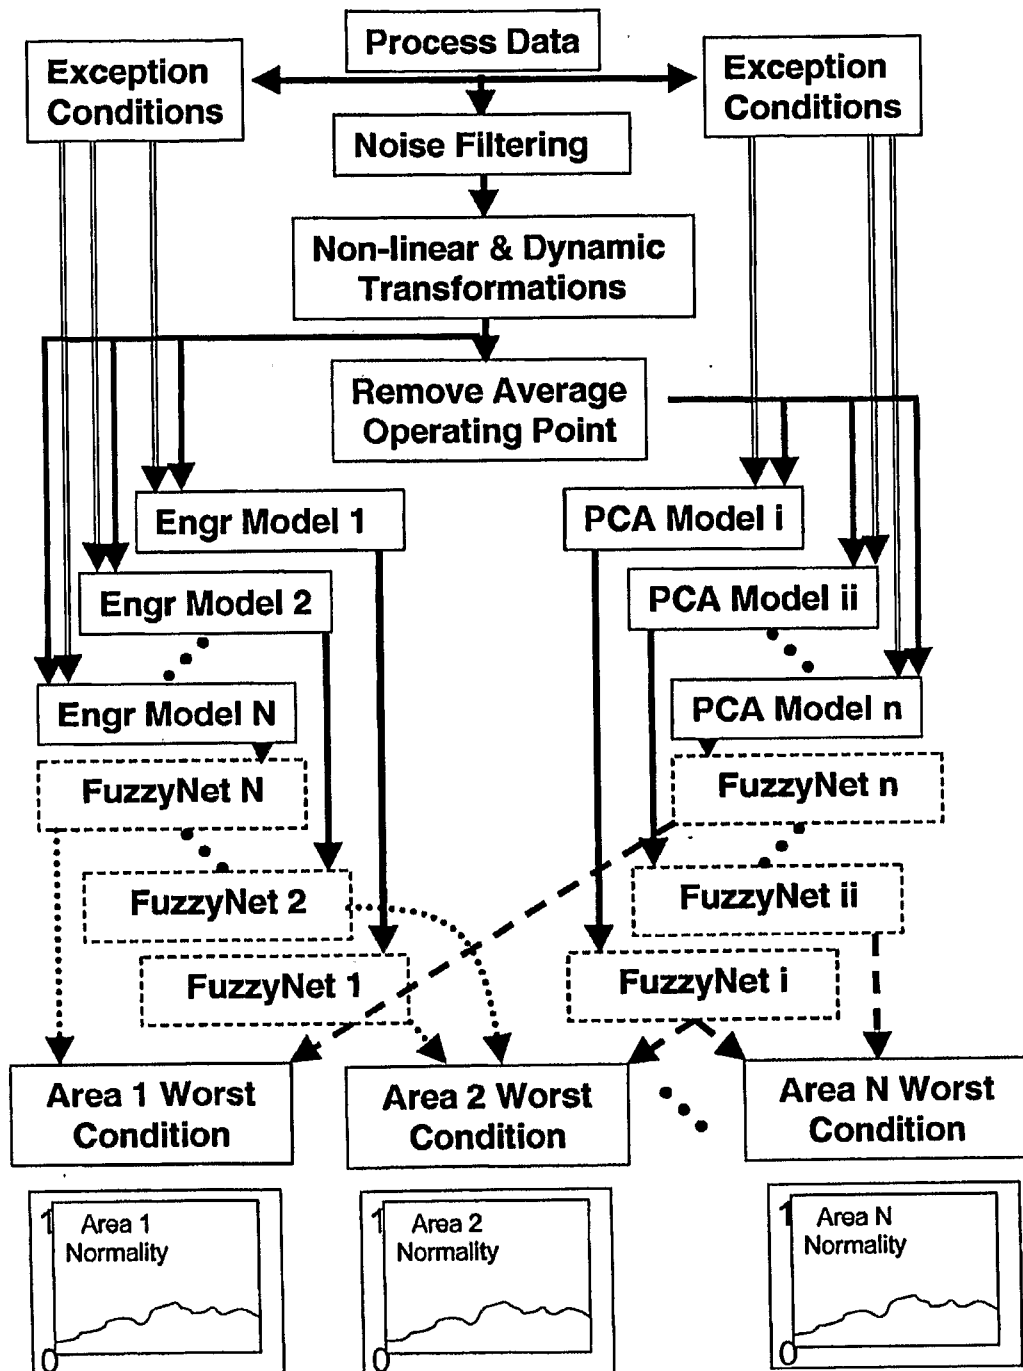 Process Data
Exception
Conditions
Exception
Conditions
Noise Filtering
Non-linear & Dynamic
Transformations
Remove Average
Operating Point
Engr Model 1
PCA Model i
Engr Model 2
PCA Model ii
Engr Model N
PCA Model n
FuzzyNet N
FuzzyNet n
FuzzyNet 2
FuzzyNet ii
FuzzyNet 1
FuzzyNet i
Area 1 Worst
Condition
Area 2 Worst
Condition
Area N Worst
Condition
1
Area 1
Normality
0
1
Area 2
Normality
0
1
Area N
Normality
0